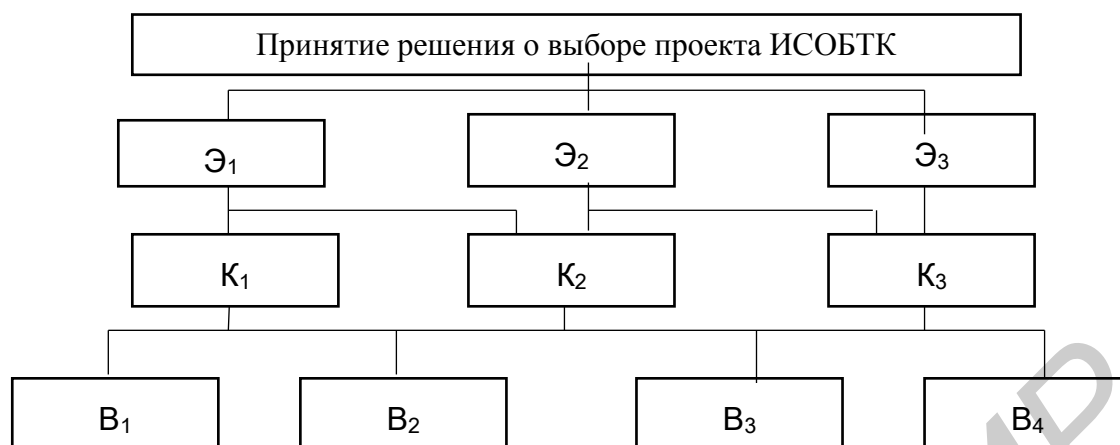 Принятие решения о выборе проекта ИСОБТК
Э₁ Э₂ Э₃
К₁ К₂ К₃
В₁ В₂ В₃ В₄